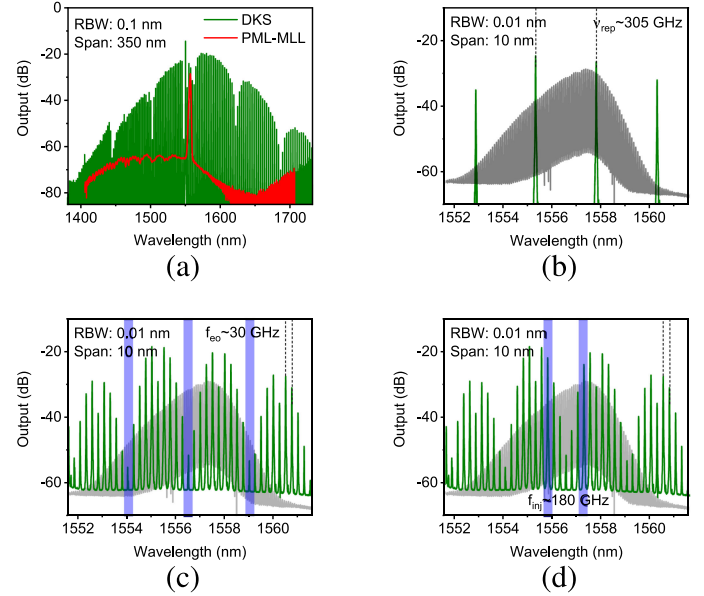 RBW: 0.1 nm
Span: 350 nm
DKS
PML-MLL
0
-20
-40
-60
-80
Output (dB)
1400 1500 1600 1700
Wavelength (nm)
(a)
RBW: 0.01 nm
Span: 10 nm
νrep~305 GHz
-10
-20
-40
-60
Output (dB)
1552 1554 1556 1558 1560
Wavelength (nm)
(b)
RBW: 0.01 nm
Span: 10 nm
feo~30 GHz
-20
-40
-60
Output (dB)
1552 1554 1556 1558 1560
Wavelength (nm)
(c)
RBW: 0.01 nm
Span: 10 nm
finj~180 GHz
-20
-40
-60
Output (dB)
1552 1554 1556 1558 1560
Wavelength (nm)
(d)